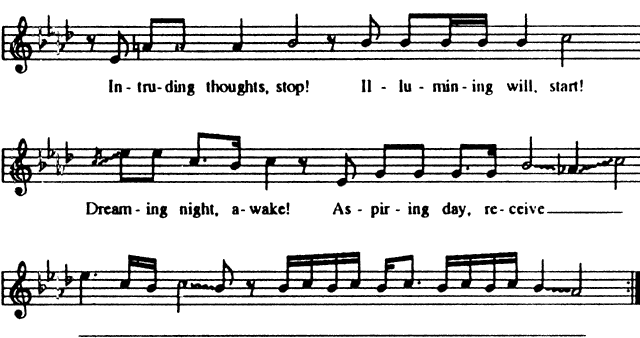 In - tru - ding thoughts, stop! Il - lu - min - ing will, start!
Dream - ing night, a - wake! As - pir - ing day, re - ceive